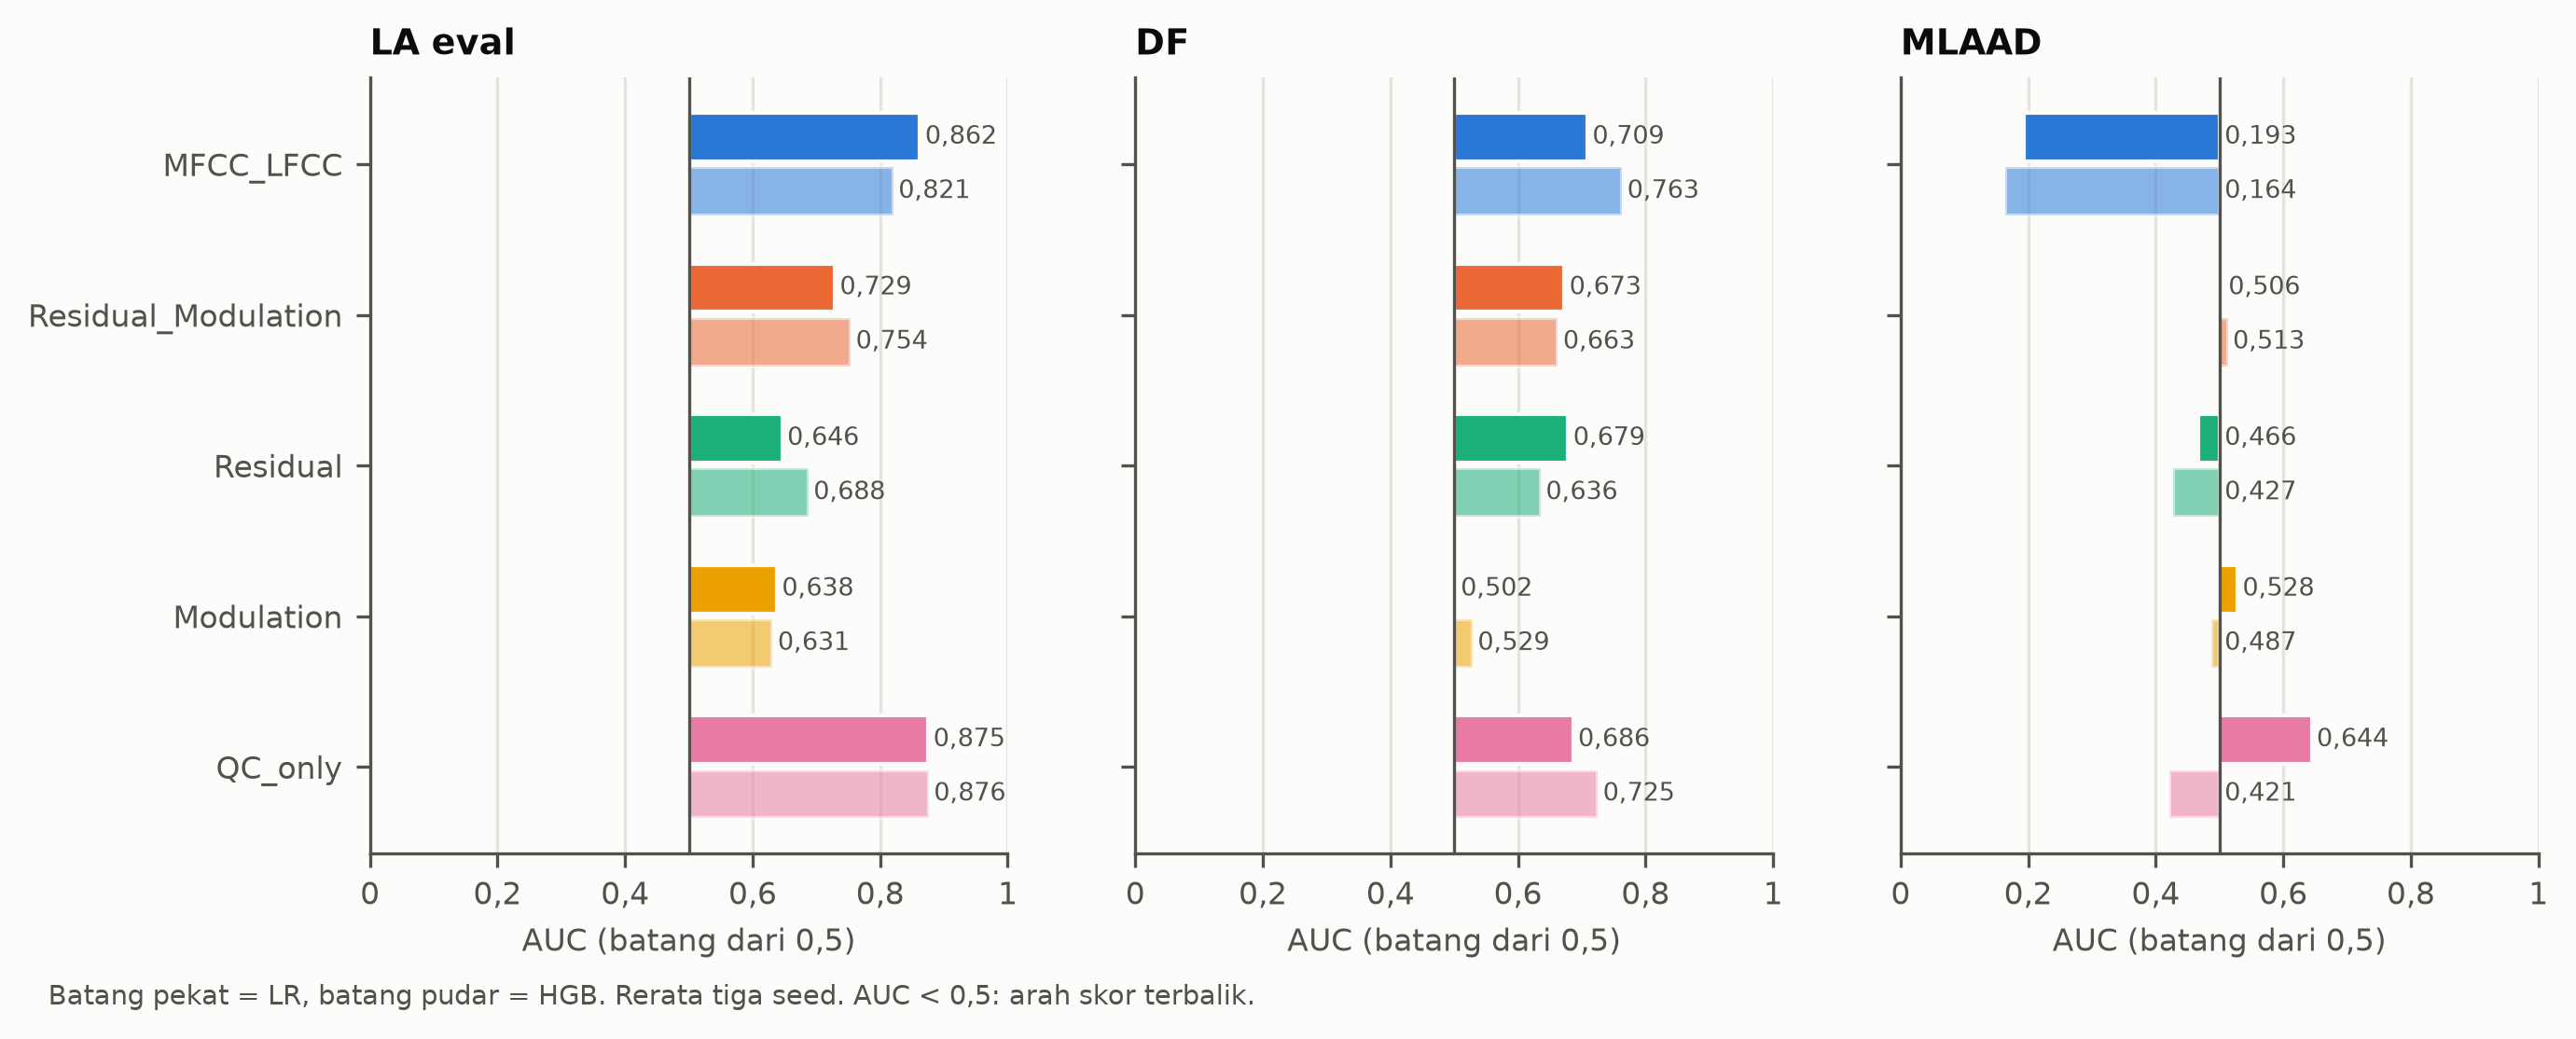 LA eval
DF
MLAAD
MFCC_LFCC
0,862
0,821
0,709
0,763
0,193
0,164
Residual_Modulation
0,729
0,754
0,673
0,663
0,506
0,513
Residual
0,646
0,688
0,679
0,636
0,466
0,427
Modulation
0,638
0,631
0,502
0,529
0,528
0,487
QC_only
0,875
0,876
0,686
0,725
0,644
0,421
0 0,2 0,4 0,6 0,8 1
0 0,2 0,4 0,6 0,8 1
0 0,2 0,4 0,6 0,8 1
AUC (batang dari 0,5)
AUC (batang dari 0,5)
AUC (batang dari 0,5)
Batang pekat = LR, batang pudar = HGB. Rerata tiga seed. AUC < 0,5: arah skor terbalik.